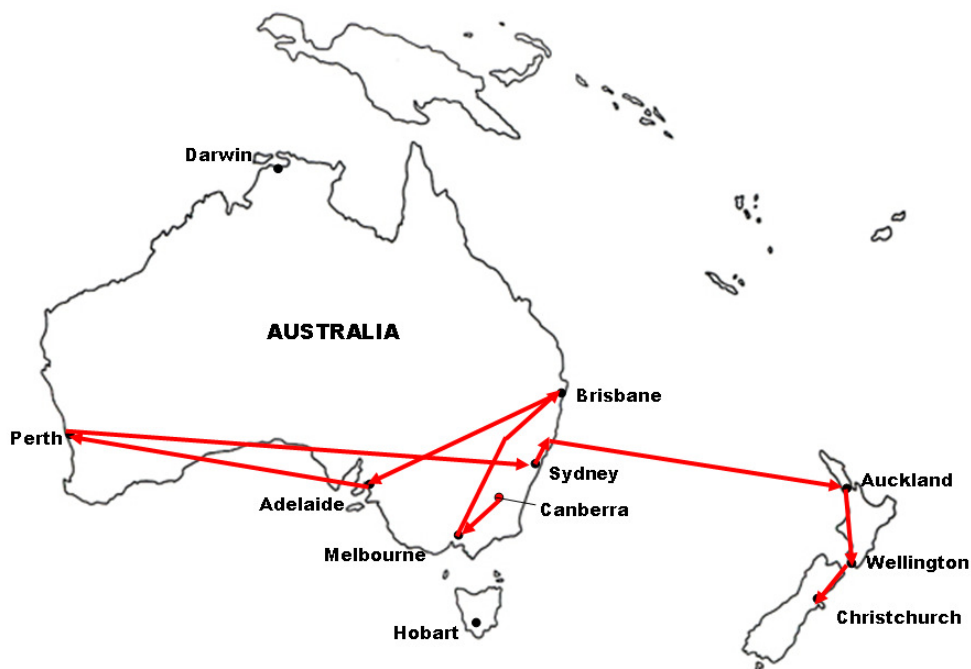 Darwin
AUSTRALIA
Brisbane
Perth
Sydney
Auckland
Adelaide
Canberra
Melbourne
Wellington
Christchurch
Hobart